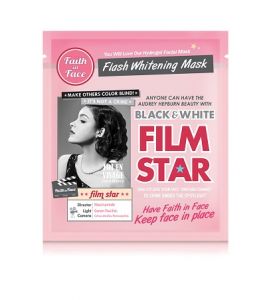 Faith in Face
You Will Love Our Hydrogel Facial Mask
Flash Whitening Mask
MAKE OTHERS COLOR BLIND!
IT'S NOT A CRIME
ANYONE CAN HAVE THE
AUDREY HEPBURN BEAUTY WITH
BLACK & WHITE
FILM
STAR
film star
Director
Light
Camera
Have Faith in Face
Keep face in place